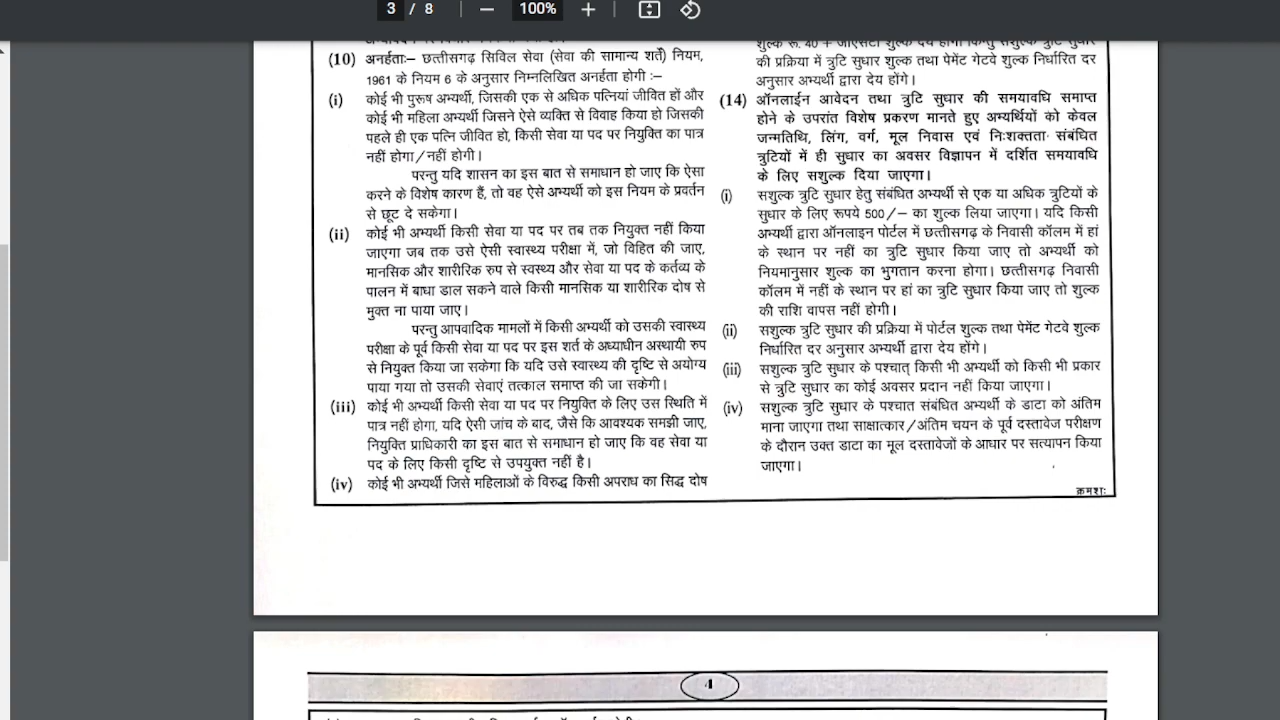 3 / 8
100%
(10) अनर्हताः– छत्तीसगढ़ सिविल सेवा (सेवा की सामान्य शर्तें) नियम,
1961 के नियम 6 के अनुसार निम्नलिखित अनर्हता होगी :–
(i) कोई भी पुरूष अभ्यर्थी, जिसकी एक से अधिक पत्नियां जीवित हों और
कोई भी महिला अभ्यर्थी जिसने ऐसे व्यक्ति से विवाह किया हो जिसकी
पहले ही एक पत्नि जीवित हो, किसी सेवा या पद पर नियुक्ति का पात्र
नहीं होगा/नहीं होगी।
परन्तु यदि शासन का इस बात से समाधान हो जाए कि ऐसा
करने के विशेष कारण हैं, तो वह ऐसे अभ्यर्थी को इस नियम के प्रवर्तन
से छूट दे सकेगा।
(ii) कोई भी अभ्यर्थी किसी सेवा या पद पर तब तक नियुक्त नहीं किया
जाएगा जब तक उसे ऐसी स्वास्थ्य परीक्षा में, जो विहित की जाए,
मानसिक और शारीरिक रुप से स्वस्थ्य और सेवा या पद के कर्तव्य के
पालन में बाधा डाल सकने वाले किसी मानसिक या शारीरिक दोष से
मुक्त ना पाया जाए।
परन्तु आपवादिक मामलों में किसी अभ्यर्थी को उसकी स्वास्थ्य
परीक्षा के पूर्व किसी सेवा या पद पर इस शर्त के अध्याधीन अस्थायी रुप
से नियुक्त किया जा सकेगा कि यदि उसे स्वास्थ्य की दृष्टि से अयोग्य
पाया गया तो उसकी सेवाएं तत्काल समाप्त की जा सकेगी।
(iii) कोई भी अभ्यर्थी किसी सेवा या पद पर नियुक्ति के लिए उस स्थिति में
पात्र नहीं होगा, यदि ऐसी जांच के बाद, जैसे कि आवश्यक समझी जाए,
नियुक्ति प्राधिकारी का इस बात से समाधान हो जाए कि वह सेवा या
पद के लिए किसी दृष्टि से उपयुक्त नहीं है।
(iv) कोई भी अभ्यर्थी जिसे महिलाओं के विरुद्ध किसी अपराध का सिद्ध दोष
शुल्क रू. 40 + जीएसटी शुल्क देय होगा किन्तु सशुल्क त्रुटि सुधार
की प्रक्रिया में त्रुटि सुधार शुल्क तथा पेमेंट गेटवे शुल्क निर्धारित दर
अनुसार अभ्यर्थी द्वारा देय होंगे।
(14) ऑनलाईन आवेदन तथा त्रुटि सुधार की समयावधि समाप्त
होने के उपरांत विशेष प्रकरण मानते हुए अभ्यर्थियों को केवल
जन्मतिथि, लिंग, वर्ग, मूल निवास एवं निःशक्तता संबंधित
त्रुटियों में ही सुधार का अवसर विज्ञापन में दर्शित समयावधि
के लिए सशुल्क दिया जाएगा।
(i) सशुल्क त्रुटि सुधार हेतु संबंधित अभ्यर्थी से एक या अधिक त्रुटियों के
सुधार के लिए रूपये 500/– का शुल्क लिया जाएगा। यदि किसी
अभ्यर्थी द्वारा ऑनलाइन पोर्टल में छत्तीसगढ़ के निवासी कॉलम में हां
के स्थान पर नहीं का त्रुटि सुधार किया जाए तो अभ्यर्थी को
नियमानुसार शुल्क का भुगतान करना होगा। छत्तीसगढ़ निवासी
कॉलम में नहीं के स्थान पर हां का त्रुटि सुधार किया जाए तो शुल्क
की राशि वापस नहीं होगी।
(ii) सशुल्क त्रुटि सुधार की प्रक्रिया में पोर्टल शुल्क तथा पेमेंट गेटवे शुल्क
निर्धारित दर अनुसार अभ्यर्थी द्वारा देय होंगे।
(iii) सशुल्क त्रुटि सुधार के पश्चात् किसी भी अभ्यर्थी को किसी भी प्रकार
से त्रुटि सुधार का कोई अवसर प्रदान नहीं किया जाएगा।
(iv) सशुल्क त्रुटि सुधार के पश्चात संबंधित अभ्यर्थी के डाटा को अंतिम
माना जाएगा तथा साक्षात्कार/अंतिम चयन के पूर्व दस्तावेज परीक्षण
के दौरान उक्त डाटा का मूल दस्तावेजों के आधार पर सत्यापन किया
जाएगा।
क्रमशः
4